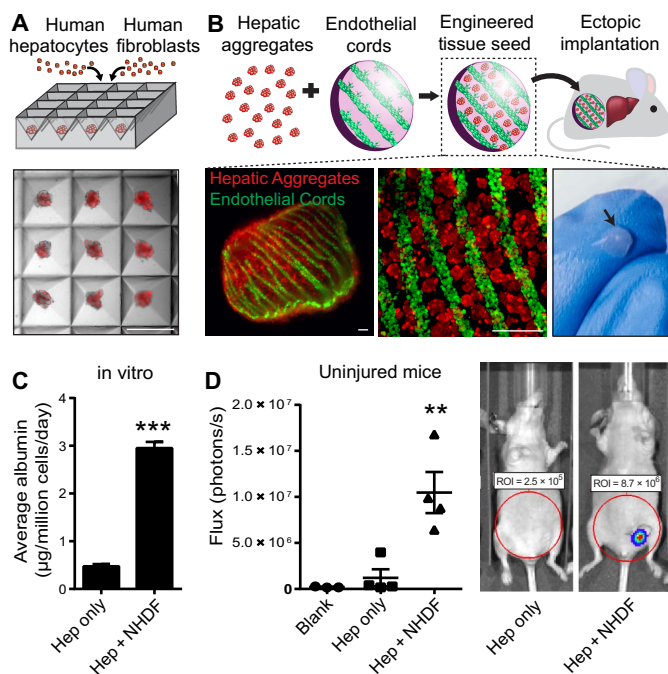 A
Human
hepatocytes
Human
fibroblasts
B
Hepatic
aggregates
Endothelial
cords
Engineered
tissue seed
Ectopic
implantation
Hepatic Aggregates
Endothelial Cords
C
in vitro
Average albumin
(µg/million cells/day)
4
3
2
1
0
***
Hep only
Hep + NHDF
D
Uninjured mice
Flux (photons/s)
2.0 × 10⁷
1.5 × 10⁷
1.0 × 10⁷
5.0 × 10⁶
0
**
Blank
Hep only
Hep + NHDF
ROI = 2.5 × 10⁵
ROI = 8.7 × 10⁶
Hep only
Hep + NHDF